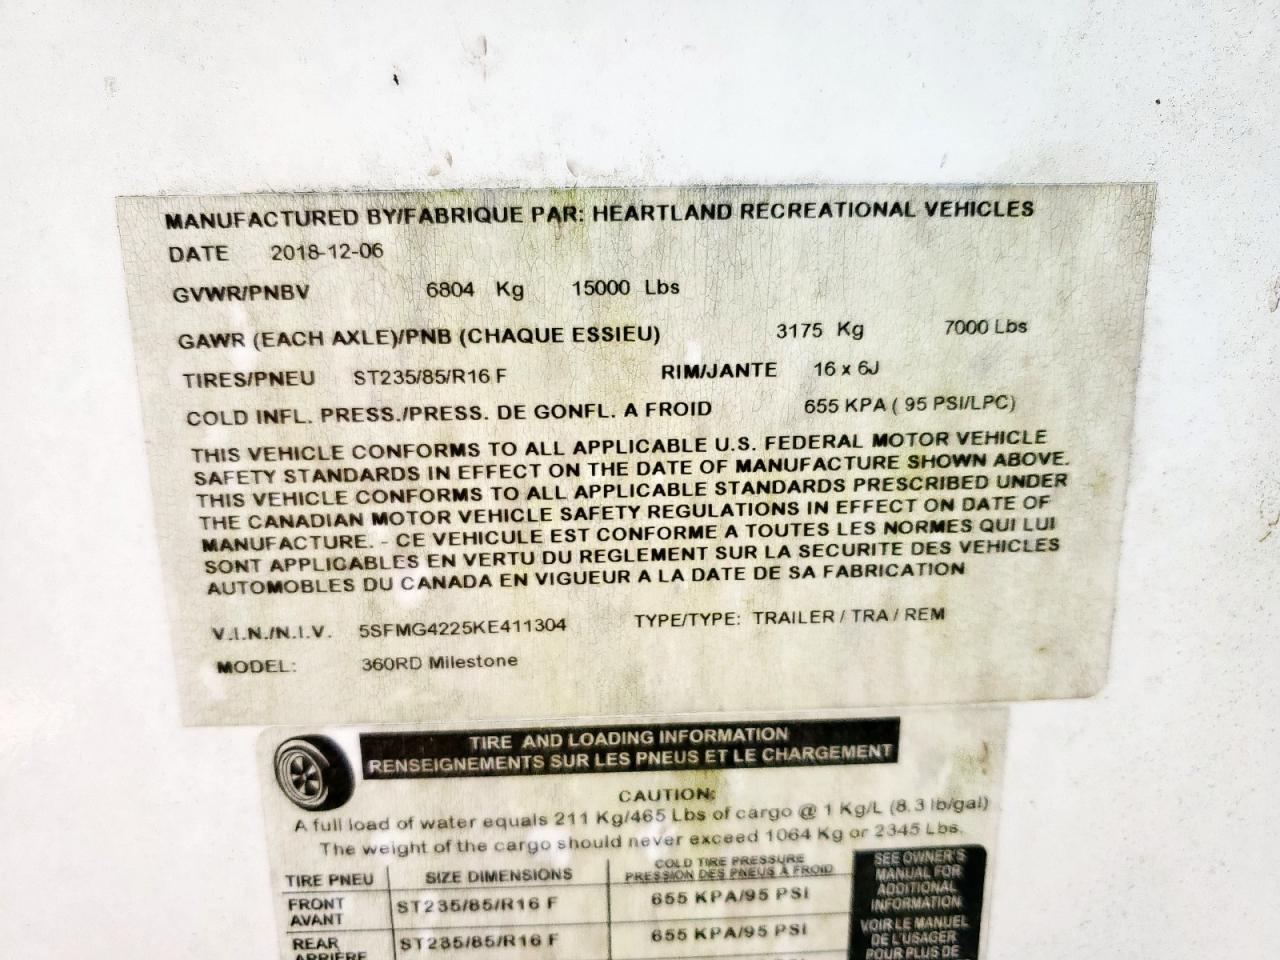 MANUFACTURED BY/FABRIQUE PAR: HEARTLAND RECREATIONAL VEHICLES
DATE 2018-12-06
GVWR/PNBV 6804 Kg 15000 Lbs
GAWR (EACH AXLE)/PNB (CHAQUE ESSIEU) 3175 Kg 7000 Lbs
TIRES/PNEU ST235/85/R16 F RIM/JANTE 16 x 6J
COLD INFL. PRESS./PRESS. DE GONFL. A FROID 655 KPA ( 95 PSI/LPC)
THIS VEHICLE CONFORMS TO ALL APPLICABLE U.S. FEDERAL MOTOR VEHICLE
SAFETY STANDARDS IN EFFECT ON THE DATE OF MANUFACTURE SHOWN ABOVE.
THIS VEHICLE CONFORMS TO ALL APPLICABLE STANDARDS PRESCRIBED UNDER
THE CANADIAN MOTOR VEHICLE SAFETY REGULATIONS IN EFFECT ON DATE OF
MANUFACTURE. - CE VEHICULE EST CONFORME A TOUTES LES NORMES QUI LUI
SONT APPLICABLES EN VERTU DU REGLEMENT SUR LA SECURITE DES VEHICLES
AUTOMOBLES DU CANADA EN VIGUEUR A LA DATE DE SA FABRICATION
V.I.N./N.I.V. 5SFMG4225KE411304 TYPE/TYPE: TRAILER / TRA / REM
MODEL: 360RD Milestone
TIRE AND LOADING INFORMATION
RENSEIGNEMENTS SUR LES PNEUS ET LE CHARGEMENT
CAUTION:
A full load of water equals 211 Kg/465 Lbs of cargo @ 1 Kg/L (8.3 lb/gal)
The weight of the cargo should never exceed 1064 Kg or 2345 Lbs.
TIRE PNEU SIZE DIMENSIONS COLD TIRE PRESSURE
PRESSION DES PNEUS À FROID
FRONT
AVANT ST235/85/R16 F 655 KPA/95 PSI
REAR
ARRIÈRE ST235/85/R16 F 655 KPA/95 PSI
SEE OWNER'S
MANUAL FOR
ADDITIONAL
INFORMATION
VOIR LE MANUEL
DE L'USAGER
POUR PLUS DE